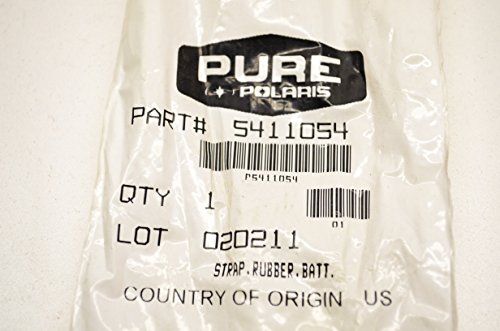 PURE
POLARIS
PART# 5411054
P5411054
QTY 1
01
LOT 020211
STRAP.RUBBER.BATT.
COUNTRY OF ORIGIN US